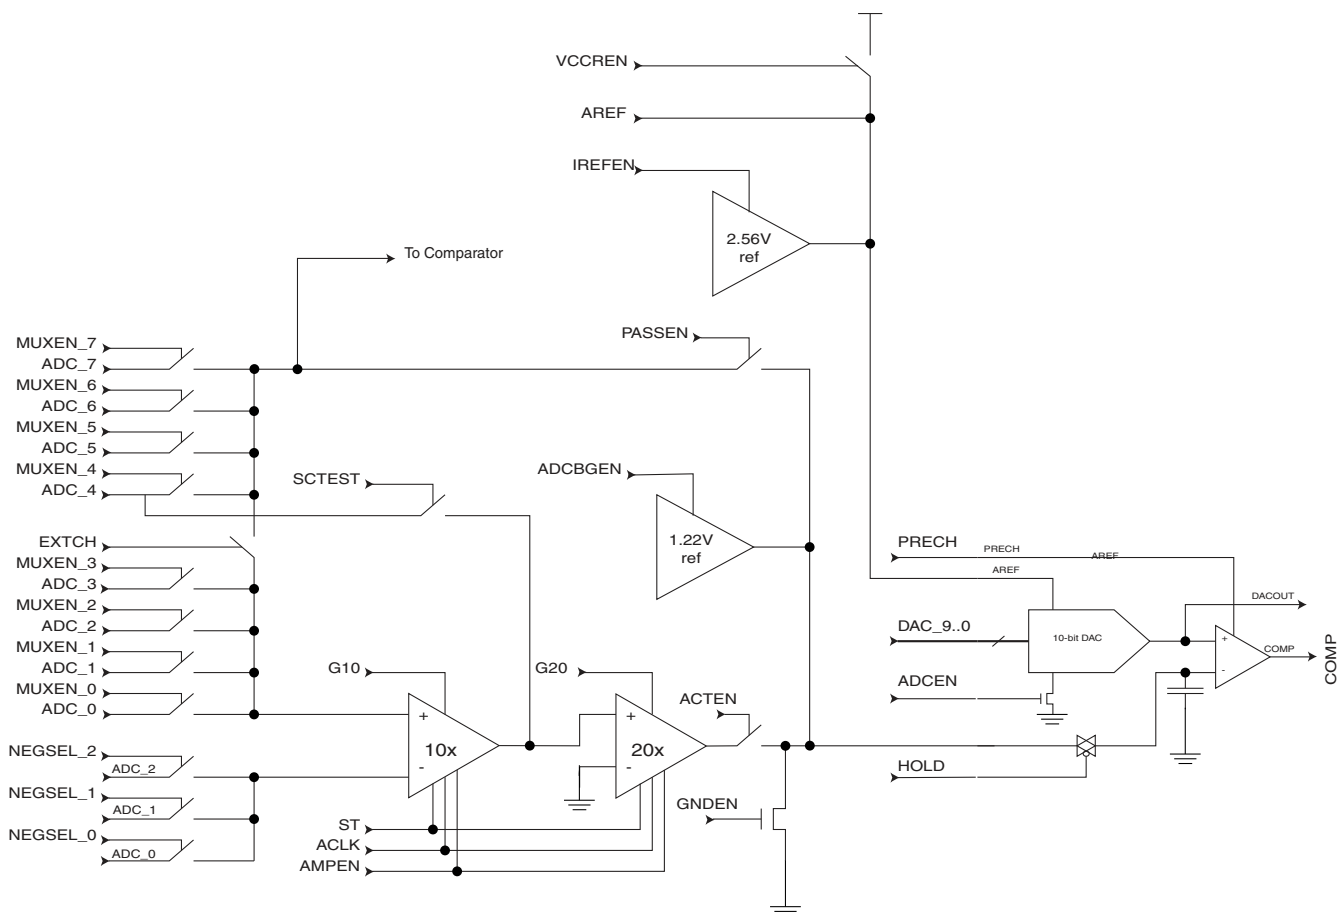 VCCREN
AREF
IREFEN
2.56V
ref
To Comparator
PASSEN
MUXEN_7
ADC_7
MUXEN_6
ADC_6
MUXEN_5
ADC_5
MUXEN_4
ADC_4
SCTEST
ADCBGEN
1.22V
ref
EXTCH
MUXEN_3
ADC_3
MUXEN_2
ADC_2
MUXEN_1
ADC_1
MUXEN_0
ADC_0
PRECH
PRECH
AREF
AREF
DACOUT
DAC_9..0
10-bit DAC
+
-
COMP
COMP
ADCEN
G10
G20
ACTEN
+
10x
-
+
20x
-
HOLD
NEGSEL_2
ADC_2
NEGSEL_1
ADC_1
NEGSEL_0
ADC_0
GNDEN
ST
ACLK
AMPEN